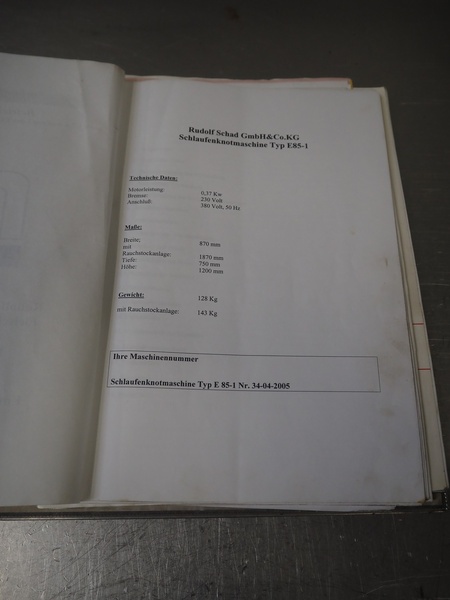 Rudolf Schad GmbH&Co.KG
Schlaufenknotmaschine Typ E85-1
Technische Daten:
Motorleistung: 0,37 Kw
Bremse: 230 Volt
Anschluß: 380 Volt, 50 Hz
Maße:
Breite: 870 mm
mit
Rauchstockanlage: 1870 mm
Tiefe: 750 mm
Höhe: 1200 mm
Gewicht: 128 Kg
mit Rauchstockanlage: 143 Kg
Ihre Maschinennummer
Schlaufenknotmaschine Typ E 85-1 Nr. 34-04-2005